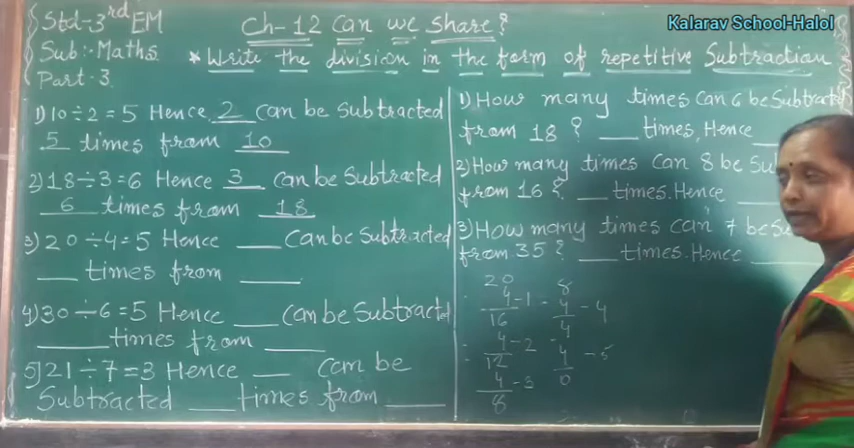 Std-3rd EM
Sub:-Maths
Part-3
Ch-12 Can we Share?
Kalarav School-Halol
* Write the division in the form of repetitive Subtraction
1) 10÷2=5 Hence 2 can be Subtracted
5 times from 10
2) 18÷3=6 Hence 3 can be Subtracted
6 times from 18
3) 20÷4=5 Hence ___ Can be Subtracted
___ times from ___
4) 30÷6=5 Hence ___ Can be Subtracted
___ times from ___
5) 21÷7=3 Hence ___ Can be
Subtracted ___ times from ___
1) How many times Can 6 be Subtracted
from 18? ___ times, Hence ___
2) How many times Can 8 be Su
from 16? ___ times. Hence ___
3) How many times can 7 be Su
from 35? ___ times. Hence ___
20
4-1
16
4-2
12
4-3
8
8
4-4
4
4-5
0